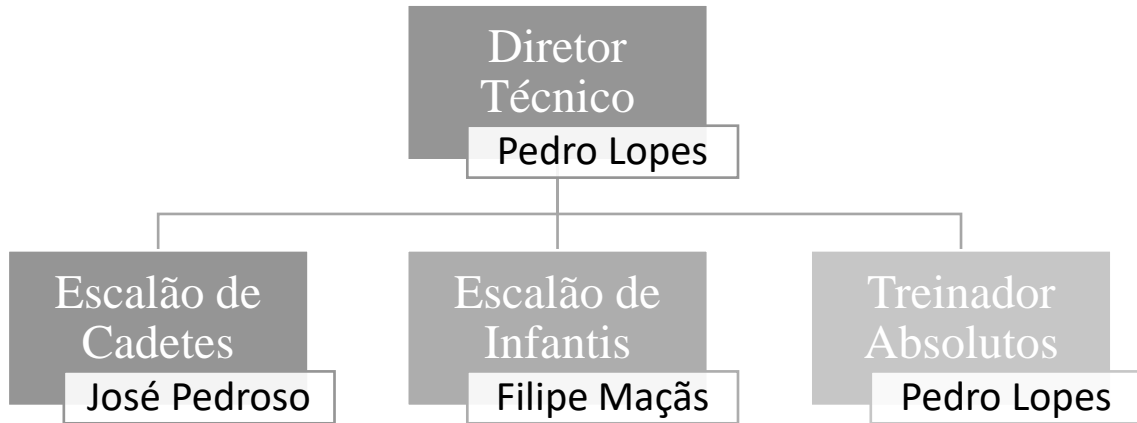 Diretor
Técnico
Pedro Lopes
Escalão de
Cadetes
José Pedroso
Escalão de
Infantis
Filipe Maçãs
Treinador
Absolutos
Pedro Lopes